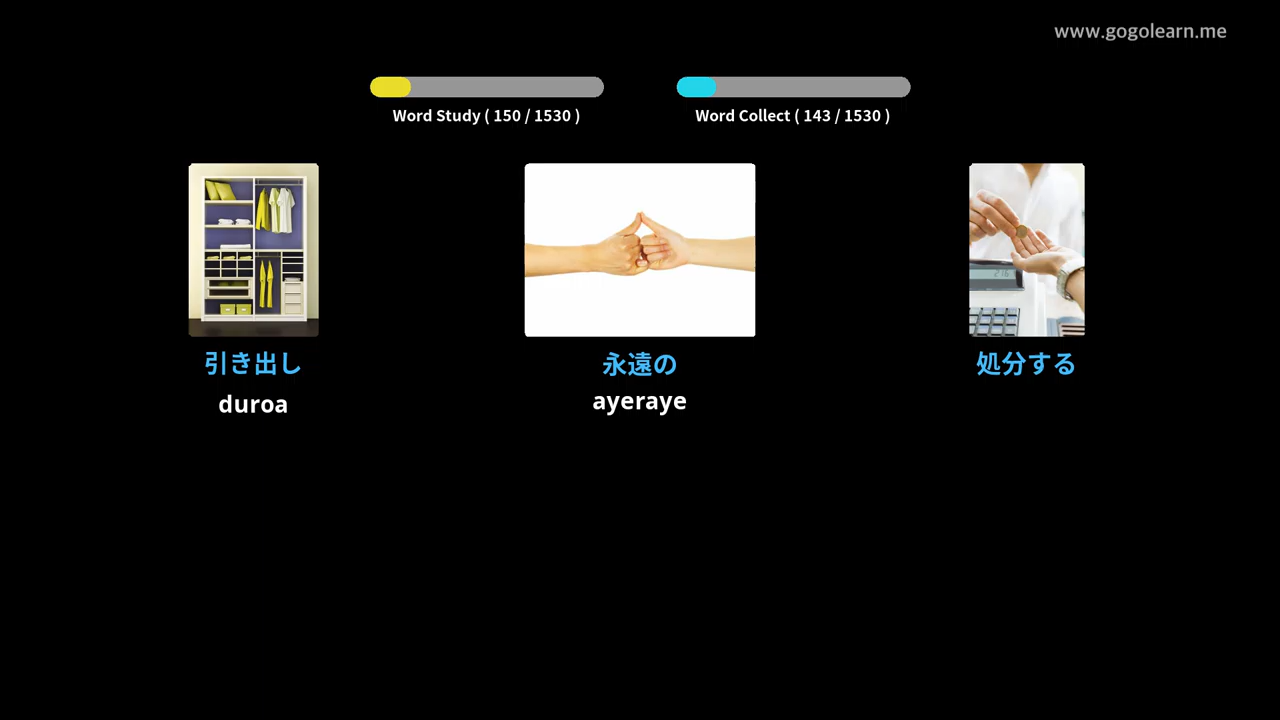 www.gogolearn.me
Word Study ( 150 / 1530 )
Word Collect ( 143 / 1530 )
引き出し
永遠の
処分する
duroa
ayeraye